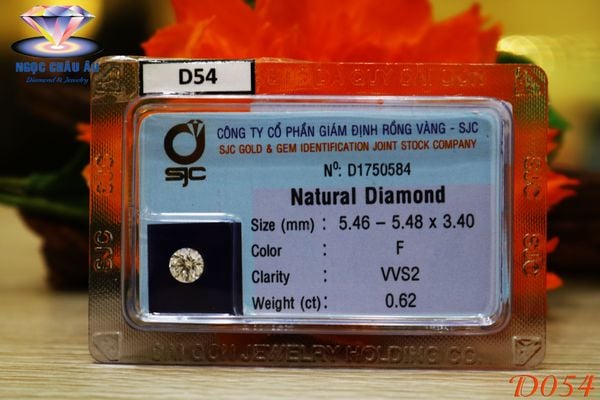 NGỌC CHÂU ÂU
Diamond & Jewelry
D54
CÔNG TY CỔ PHẦN GIÁM ĐỊNH RỒNG VÀNG - SJC
SJC GOLD & GEM IDENTIFICATION JOINT STOCK COMPANY
SJC
Nº: D1750584
Natural Diamond
Size (mm) : 5.46 – 5.48 x 3.40
Color : F
Clarity : VVS2
Weight (ct) : 0.62
SJC
SJC
SJC
SAI GON JEWELRY HOLDING CO.
D054